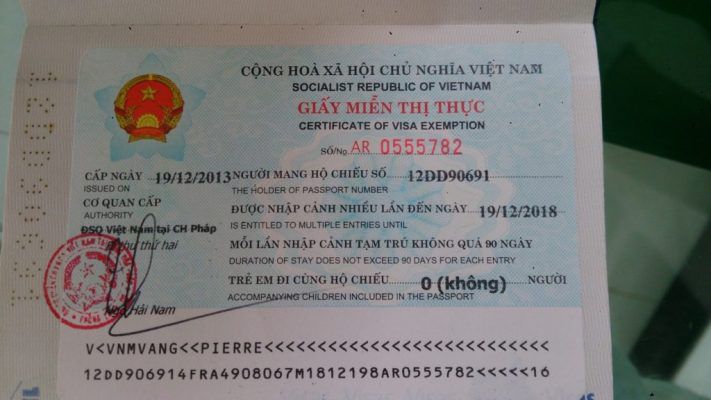 CỘNG HOÀ XÃ HỘI CHỦ NGHĨA VIỆT NAM
SOCIALIST REPUBLIC OF VIETNAM
GIẤY MIỄN THỊ THỰC
CERTIFICATE OF VISA EXEMPTION
SỐ/No. AR 0555782
CẤP NGÀY 19/12/2013 NGƯỜI MANG HỘ CHIẾU SỐ 12DD90691
ISSUED ON THE HOLDER OF PASSPORT NUMBER
CƠ QUAN CẤP ĐƯỢC NHẬP CẢNH NHIỀU LẦN ĐẾN NGÀY 19/12/2018
AUTHORITY IS ENTITLED TO MULTIPLE ENTRIES UNTIL
ĐSQ Việt Nam tại CH Pháp MỖI LẦN NHẬP CẢNH TẠM TRÚ KHÔNG QUÁ 90 NGÀY
thư thứ hai DURATION OF STAY DOES NOT EXCEED 90 DAYS FOR EACH ENTRY
TRẺ EM ĐI CÙNG HỘ CHIẾU 0 (không) NGƯỜI
ACCOMPANYING CHILDREN INCLUDED IN THE PASSPORT
Hải Nam
V<VNMVANG<<PIERRE<<<<<<<<<<<<<<<<<<<<<<<<<<<
12DD906914FRA4908067M1812198AR0555782<<<<<16